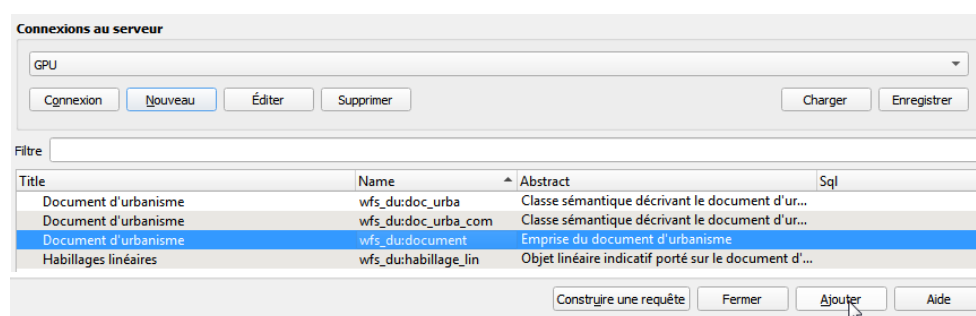 Connexions au serveur
GPU
Connexion Nouveau Éditer Supprimer Charger Enregistrer
Filtre
Title Name Abstract Sql
Document d'urbanisme wfs_du:doc_urba Classe sémantique décrivant le document d'ur...
Document d'urbanisme wfs_du:doc_urba_com Classe sémantique décrivant le document d'ur...
Document d'urbanisme wfs_du:document Emprise du document d'urbanisme
Habillages linéaires wfs_du:habillage_lin Objet linéaire indicatif porté sur le document d'...
Construire une requête Fermer Ajouter Aide